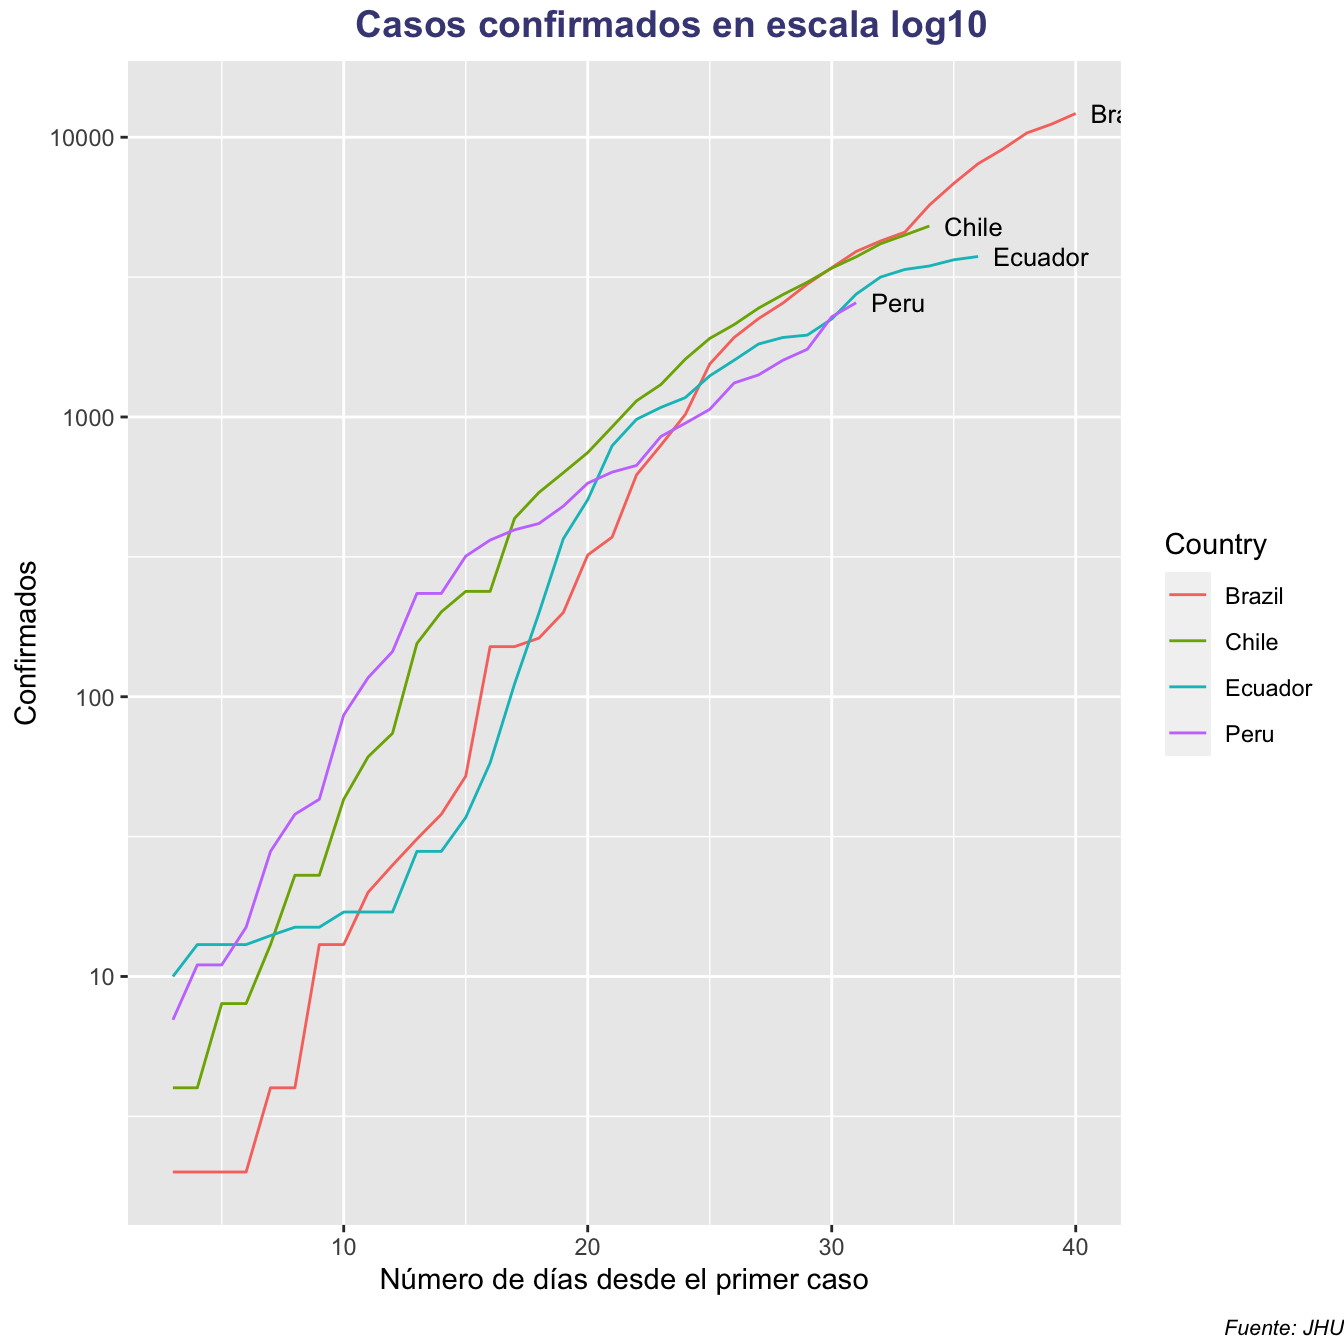 Casos confirmados en escala log10
Confirmados
10000
1000
100
10
Bra
Chile
Ecuador
Peru
10 20 30 40
Número de días desde el primer caso
Country
Brazil
Chile
Ecuador
Peru
Fuente: JHU